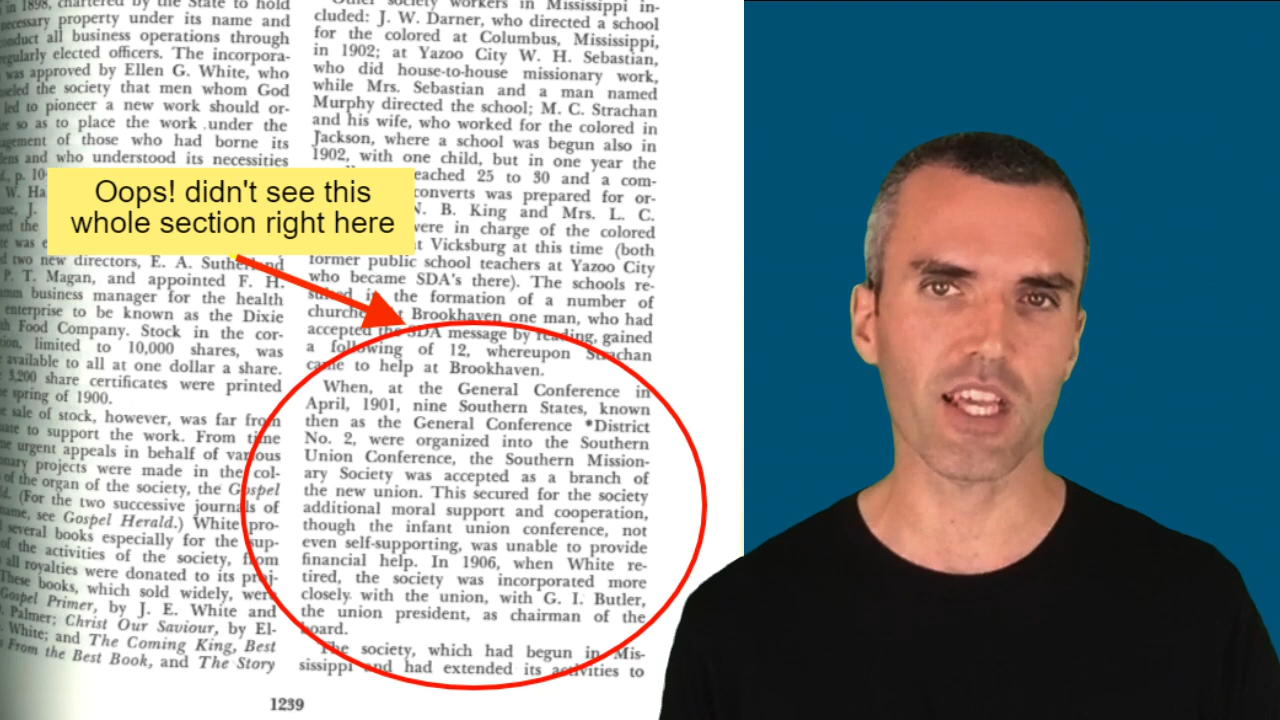 in 1898, chartered by the State to hold
necessary property under its name and
conduct all business operations through
regularly elected officers. The incorpora-
was approved by Ellen G. White, who
the society that men whom God
led to pioneer a new work should or-
so as to place the work under the
of those who had borne its
and who understood its necessities
p. 10
W. Ha
J.
the
was
two new directors, E. A. Sutherland
P. T. Magan, and appointed F. H.
business manager for the health
enterprise to be known as the Dixie
Food Company. Stock in the cor-
limited to 10,000 shares, was
available to all at one dollar a share.
3,200 share certificates were printed
spring of 1900.
sale of stock, however, was far from
to support the work. From time
urgent appeals in behalf of various
projects were made in the col-
of the organ of the society, the Gospel
(For the two successive journals of
name, see Gospel Herald.) White pro-
several books especially for the sup-
of the activities of the society, from
all royalties were donated to its proj-
These books, which sold widely, were
Gospel Primer, by J. E. White and
Palmer; Christ Our Saviour, by El-
White; and The Coming King, Best
From the Best Book, and The Story
Oops! didn't see this
whole section right here
Other society workers in Mississippi in-
cluded: J. W. Darner, who directed a school
for the colored at Columbus, Mississippi,
in 1902; at Yazoo City W. H. Sebastian,
who did house-to-house missionary work,
while Mrs. Sebastian and a man named
Murphy directed the school; M. C. Strachan
and his wife, who worked for the colored in
Jackson, where a school was begun also in
1902, with one child, but in one year the
reached 25 to 30 and a com-
converts was prepared for or-
N. B. King and Mrs. L. C.
were in charge of the colored
at Vicksburg at this time (both
former public school teachers at Yazoo City
who became SDA's there). The schools re-
sulted in the formation of a number of
churches. At Brookhaven one man, who had
accepted the SDA message by reading, gained
a following of 12, whereupon Strachan
came to help at Brookhaven.
When, at the General Conference in
April, 1901, nine Southern States, known
then as the General Conference *District
No. 2, were organized into the Southern
Union Conference, the Southern Mission-
ary Society was accepted as a branch of
the new union. This secured for the society
additional moral support and cooperation,
though the infant union conference, not
even self-supporting, was unable to provide
financial help. In 1906, when White re-
tired, the society was incorporated more
closely with the union, with G. I. Butler,
the union president, as chairman of the
board.
The society, which had begun in Mis-
sissippi and had extended its activities to
1239